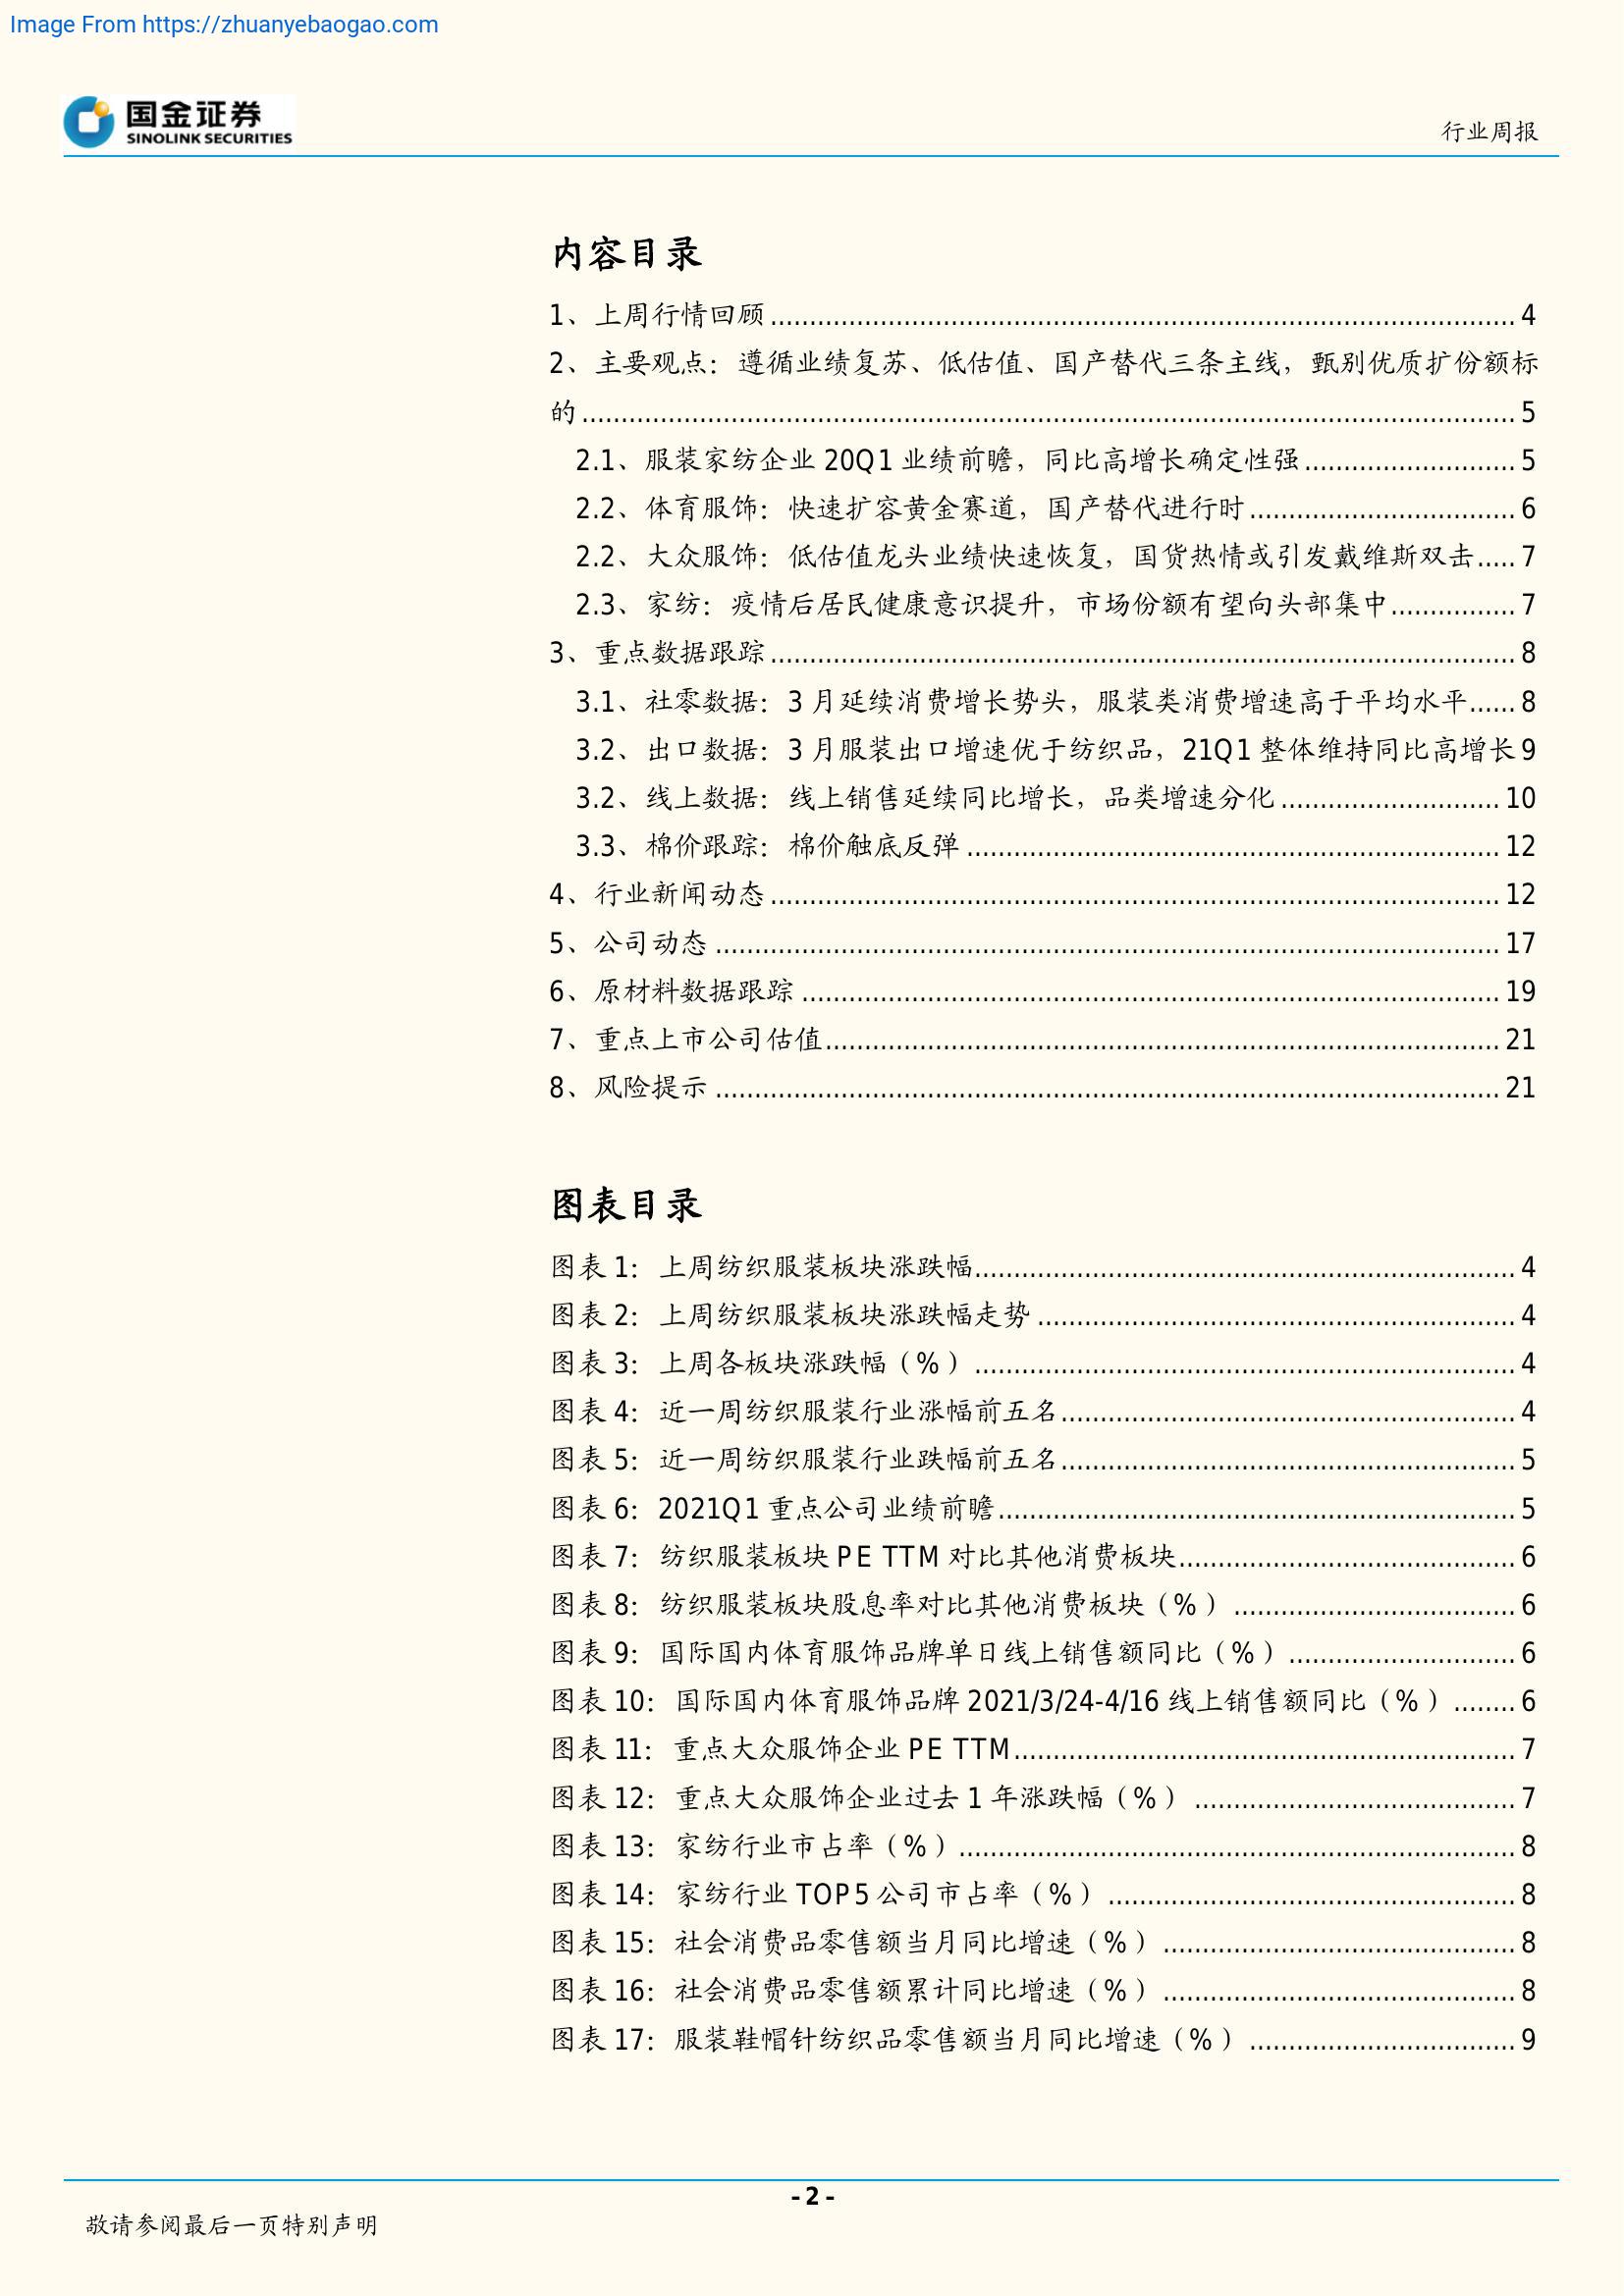 Image From https://zhuanyebaogao.com
国金证券
SINOLINK SECURITIES
行业周报
内容目录
1、上周行情回顾.......... 4
2、主要观点：遵循业绩复苏、低估值、国产替代三条主线，甄别优质扩份额标
的.......... 5
2.1、服装家纺企业 20Q1 业绩前瞻，同比高增长确定性强.......... 5
2.2、体育服饰：快速扩容黄金赛道，国产替代进行时.......... 6
2.2、大众服饰：低估值龙头业绩快速恢复，国货热情或引发戴维斯双击..... 7
2.3、家纺：疫情后居民健康意识提升，市场份额有望向头部集中.......... 7
3、重点数据跟踪.......... 8
3.1、社零数据：3 月延续消费增长势头，服装类消费增速高于平均水平...... 8
3.2、出口数据：3 月服装出口增速优于纺织品，21Q1 整体维持同比高增长 9
3.2、线上数据：线上销售延续同比增长，品类增速分化.......... 10
3.3、棉价跟踪：棉价触底反弹.......... 12
4、行业新闻动态.......... 12
5、公司动态.......... 17
6、原材料数据跟踪.......... 19
7、重点上市公司估值.......... 21
8、风险提示.......... 21
图表目录
图表 1：上周纺织服装板块涨跌幅.......... 4
图表 2：上周纺织服装板块涨跌幅走势.......... 4
图表 3：上周各板块涨跌幅（%）.......... 4
图表 4：近一周纺织服装行业涨幅前五名.......... 4
图表 5：近一周纺织服装行业跌幅前五名.......... 5
图表 6：2021Q1 重点公司业绩前瞻.......... 5
图表 7：纺织服装板块 PE TTM 对比其他消费板块.......... 6
图表 8：纺织服装板块股息率对比其他消费板块（%）.......... 6
图表 9：国际国内体育服饰品牌单日线上销售额同比（%）.......... 6
图表 10：国际国内体育服饰品牌 2021/3/24-4/16 线上销售额同比（%）........ 6
图表 11：重点大众服饰企业 PE TTM.......... 7
图表 12：重点大众服饰企业过去 1 年涨跌幅（%）.......... 7
图表 13：家纺行业市占率（%）.......... 8
图表 14：家纺行业 TOP5 公司市占率（%）.......... 8
图表 15：社会消费品零售额当月同比增速（%）.......... 8
图表 16：社会消费品零售额累计同比增速（%）.......... 8
图表 17：服装鞋帽针纺织品零售额当月同比增速（%）.......... 9
- 2 -
敬请参阅最后一页特别声明